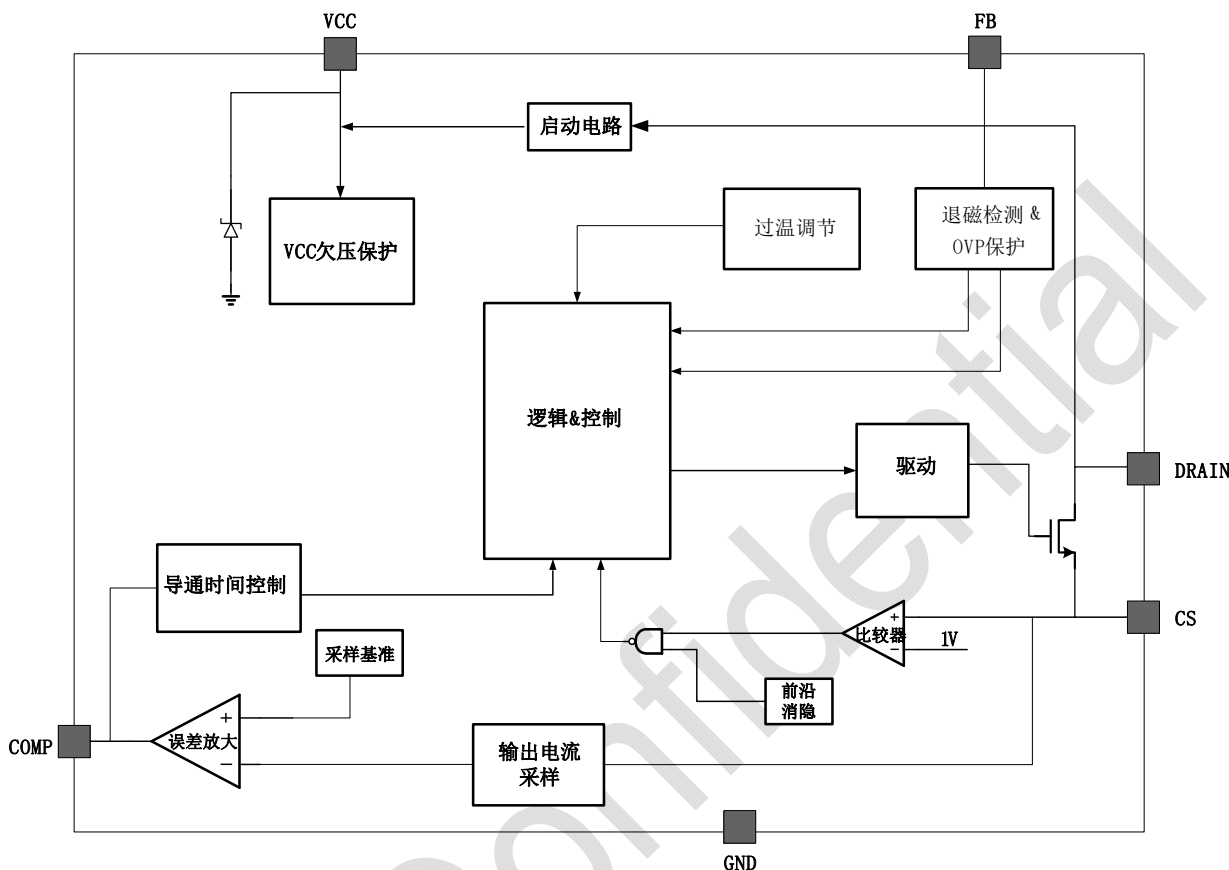 VCC
FB
启动电路
VCC欠压保护
过温调节
退磁检测 &
OVP保护
逻辑&控制
驱动
DRAIN
导通时间控制
采样基准
+
比较器
−
1V
CS
前沿
消隐
COMP
+
误差放大
−
输出电流
采样
GND
Confidential